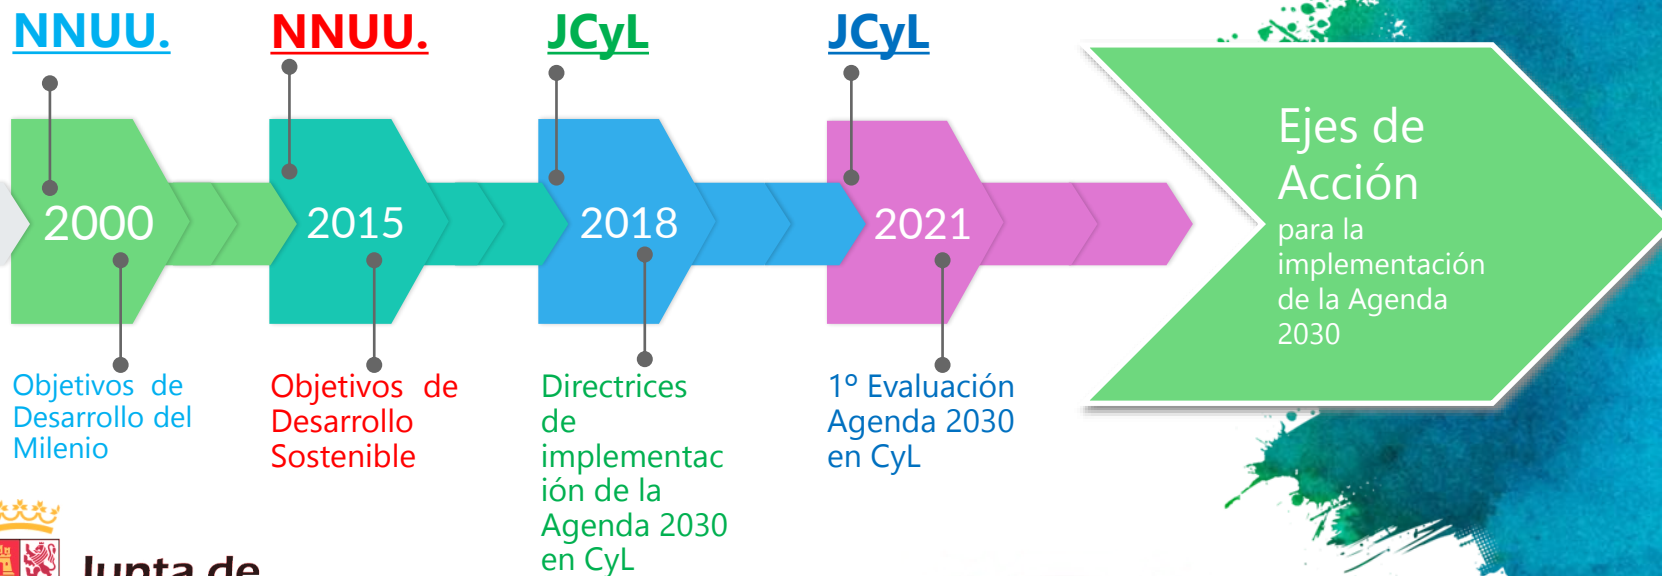 NNUU.
NNUU.
JCyL
JCyL
2000
2015
2018
2021
Objetivos de
Desarrollo del
Milenio
Objetivos de
Desarrollo
Sostenible
Directrices
de
implementac
ión de la
Agenda 2030
en CyL
1º Evaluación
Agenda 2030
en CyL
Ejes de
Acción
para la
implementación
de la Agenda
2030
Junta de